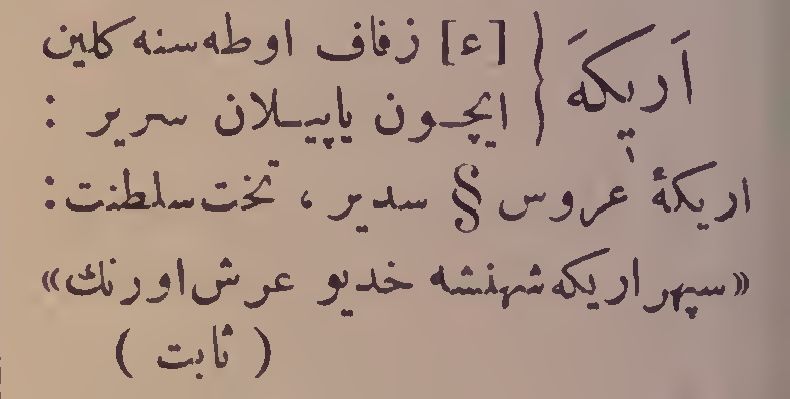 اَرِيكَهَ { [ع] زفاف اوطه‌سنه كلين
ايچون ياپيلان سرير :
اريكهٔ عروس § سدير ، تخت سلطنت :
«سپهر اريكه شهنشه خديو عرش اورنك»
( ثابت )